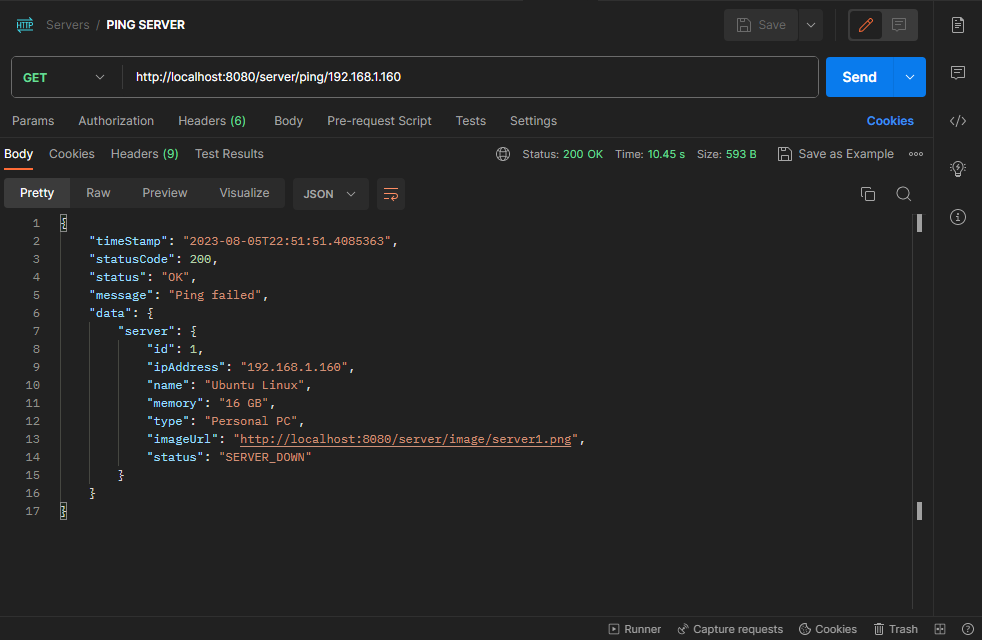 HTTP Servers / PING SERVER Save
GET http://localhost:8080/server/ping/192.168.1.160 Send
Params Authorization Headers (6) Body Pre-request Script Tests Settings Cookies
Body Cookies Headers (9) Test Results Status: 200 OK Time: 10.45 s Size: 593 B Save as Example
Pretty Raw Preview Visualize JSON
1 {
2 "timeStamp": "2023-08-05T22:51:51.4085363",
3 "statusCode": 200,
4 "status": "OK",
5 "message": "Ping failed",
6 "data": {
7 "server": {
8 "id": 1,
9 "ipAddress": "192.168.1.160",
10 "name": "Ubuntu Linux",
11 "memory": "16 GB",
12 "type": "Personal PC",
13 "imageUrl": "http://localhost:8080/server/image/server1.png",
14 "status": "SERVER_DOWN"
15 }
16 }
17 }
Runner Capture requests Cookies Trash